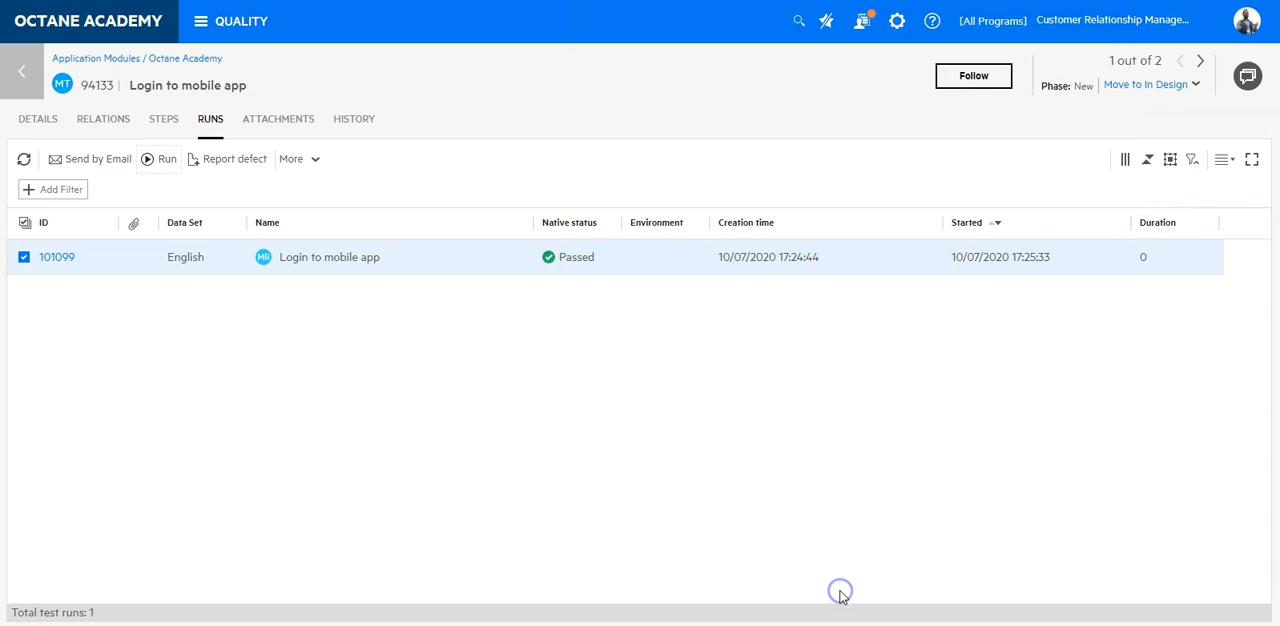 OCTANE ACADEMY QUALITY [All Programs] Customer Relationship Manage...
Application Modules / Octane Academy
MT 94133 Login to mobile app
Follow
1 out of 2
Phase: New Move to In Design
DETAILS RELATIONS STEPS RUNS ATTACHMENTS HISTORY
Send by Email Run Report defect More
+ Add Filter
ID Data Set Name Native status Environment Creation time Started Duration
101099 English MR Login to mobile app Passed 10/07/2020 17:24:44 10/07/2020 17:25:33 0
Total test runs: 1